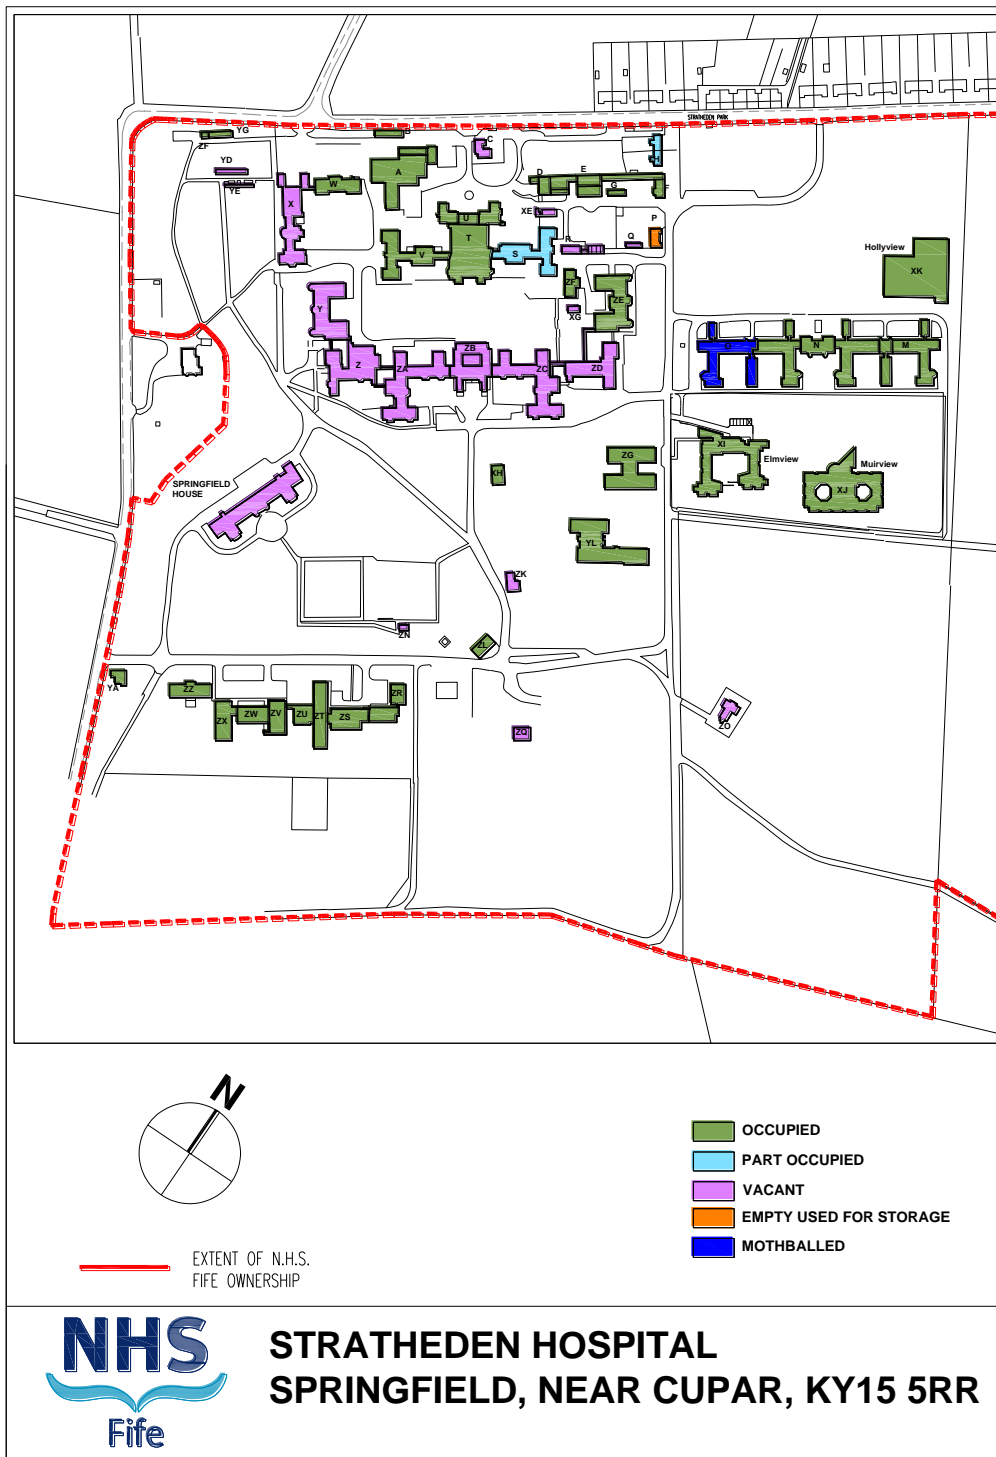 STRATHEDEN PARK
YG
ZF
B
C
YD
YE
W
A
D
E
G
F
X
XE
U
T
P
Q
R
V
S
Hollyview
XK
ZF
ZE
XG
Y
Z
ZA
ZB
ZC
ZD
O
N
M
XI
Elmview
Muirview
XJ
ZG
XH
SPRINGFIELD
HOUSE
YL
ZK
ZN
ZL
YA
ZZ
ZX
ZW
ZV
ZU
ZT
ZS
ZR
ZQ
ZO
N
OCCUPIED
PART OCCUPIED
VACANT
EMPTY USED FOR STORAGE
MOTHBALLED
EXTENT OF N.H.S.
FIFE OWNERSHIP
NHS
Fife
STRATHEDEN HOSPITAL
SPRINGFIELD, NEAR CUPAR, KY15 5RR